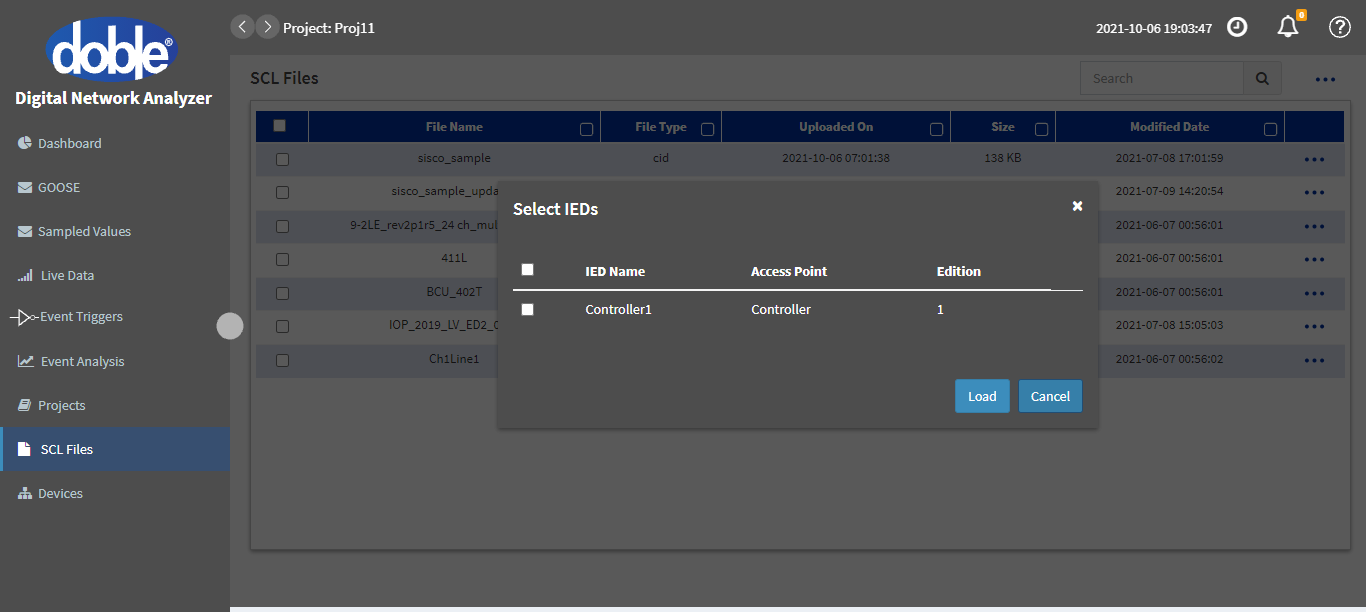 doble®
Digital Network Analyzer
Dashboard
GOOSE
Sampled Values
Live Data
Event Triggers
Event Analysis
Projects
SCL Files
Devices
Project: Proj11
2021-10-06 19:03:47
0
SCL Files
Search
File Name File Type Uploaded On Size Modified Date
sisco_sample cid 2021-10-06 07:01:38 138 KB 2021-07-08 17:01:59
sisco_sample_upda 2021-07-09 14:20:54
9-2LE_rev2p1r5_24 ch_mul 2021-06-07 00:56:01
411L 2021-06-07 00:56:01
BCU_402T 2021-06-07 00:56:01
IOP_2019_LV_ED2_ 2021-07-08 15:05:03
Ch1Line1 2021-06-07 00:56:02
Select IEDs
IED Name Access Point Edition
Controller1 Controller 1
Load Cancel